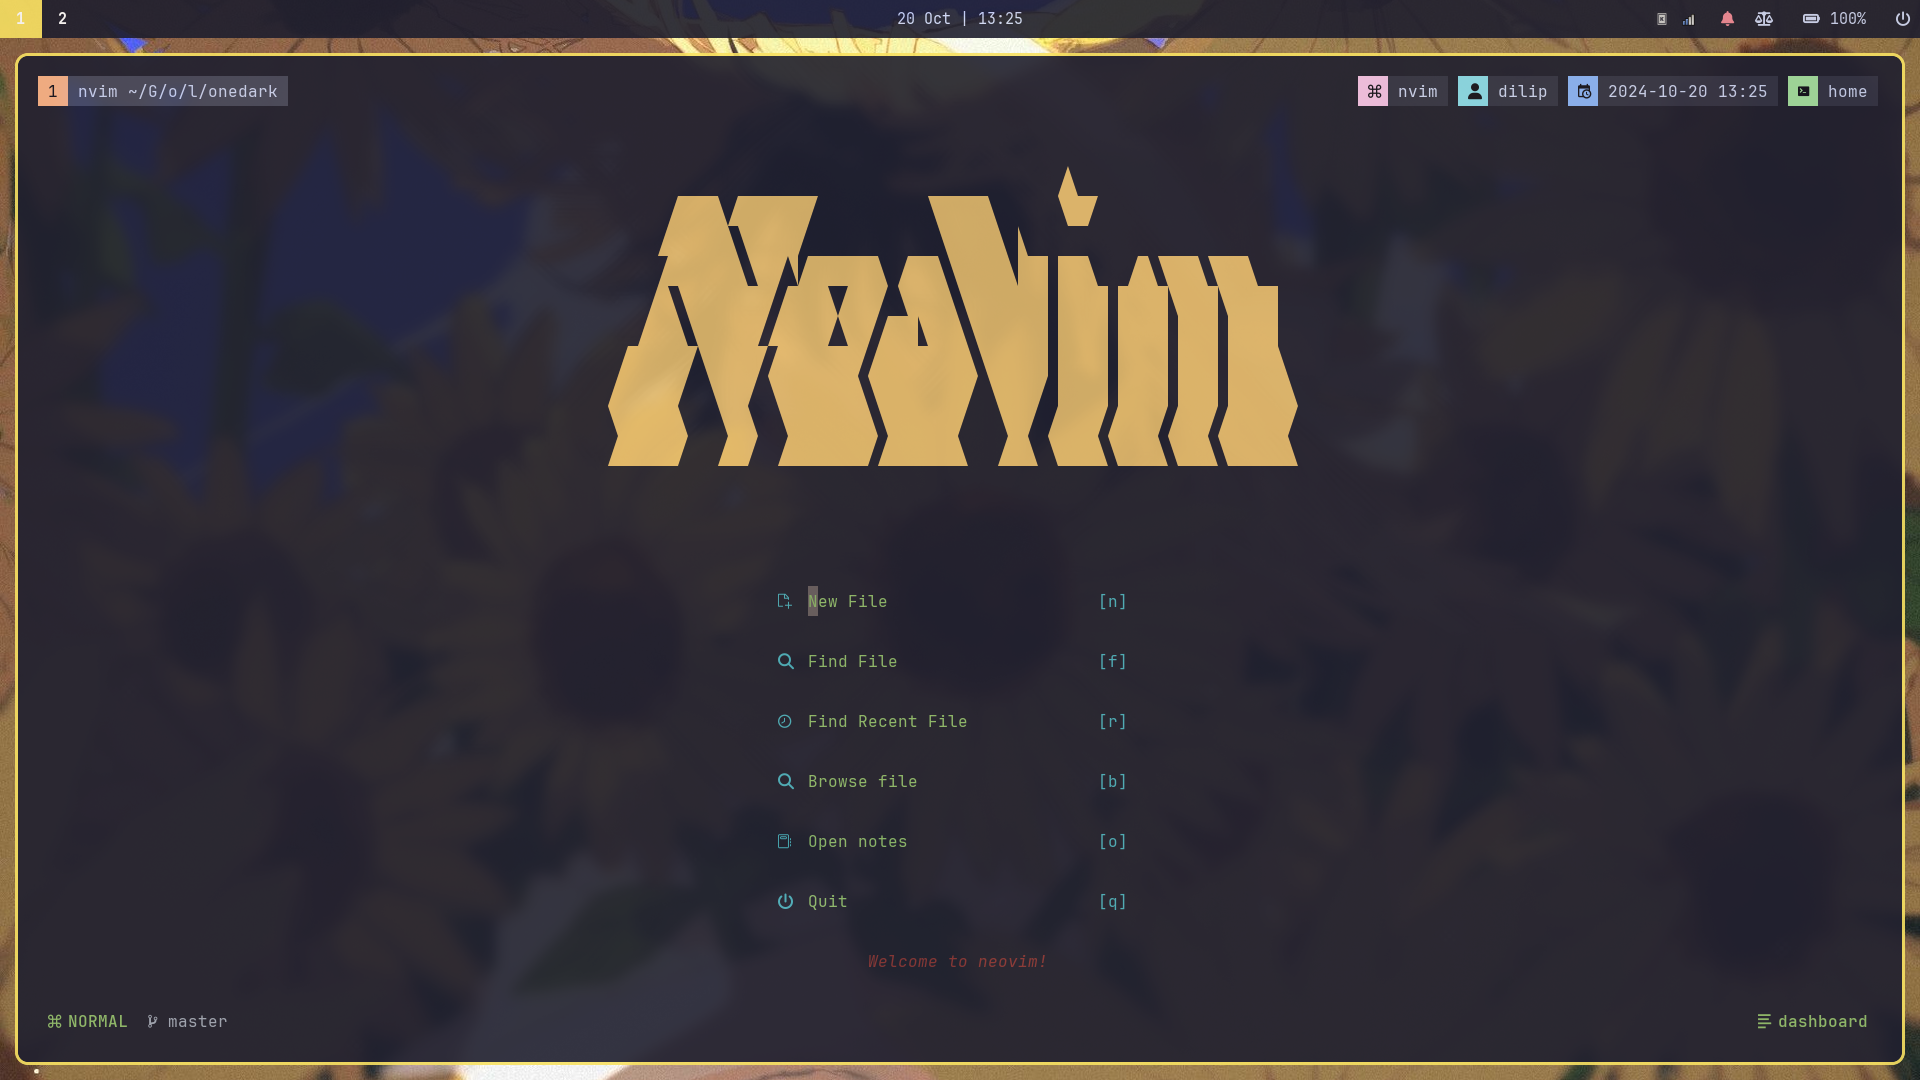 1 2 20 Oct | 13:25 100%
1 nvim ~/G/o/l/onedark nvim dilip 2024-10-20 13:25 home
Neovim
New File [n]
Find File [f]
Find Recent File [r]
Browse file [b]
Open notes [o]
Quit [q]
Welcome to neovim!
NORMAL master dashboard